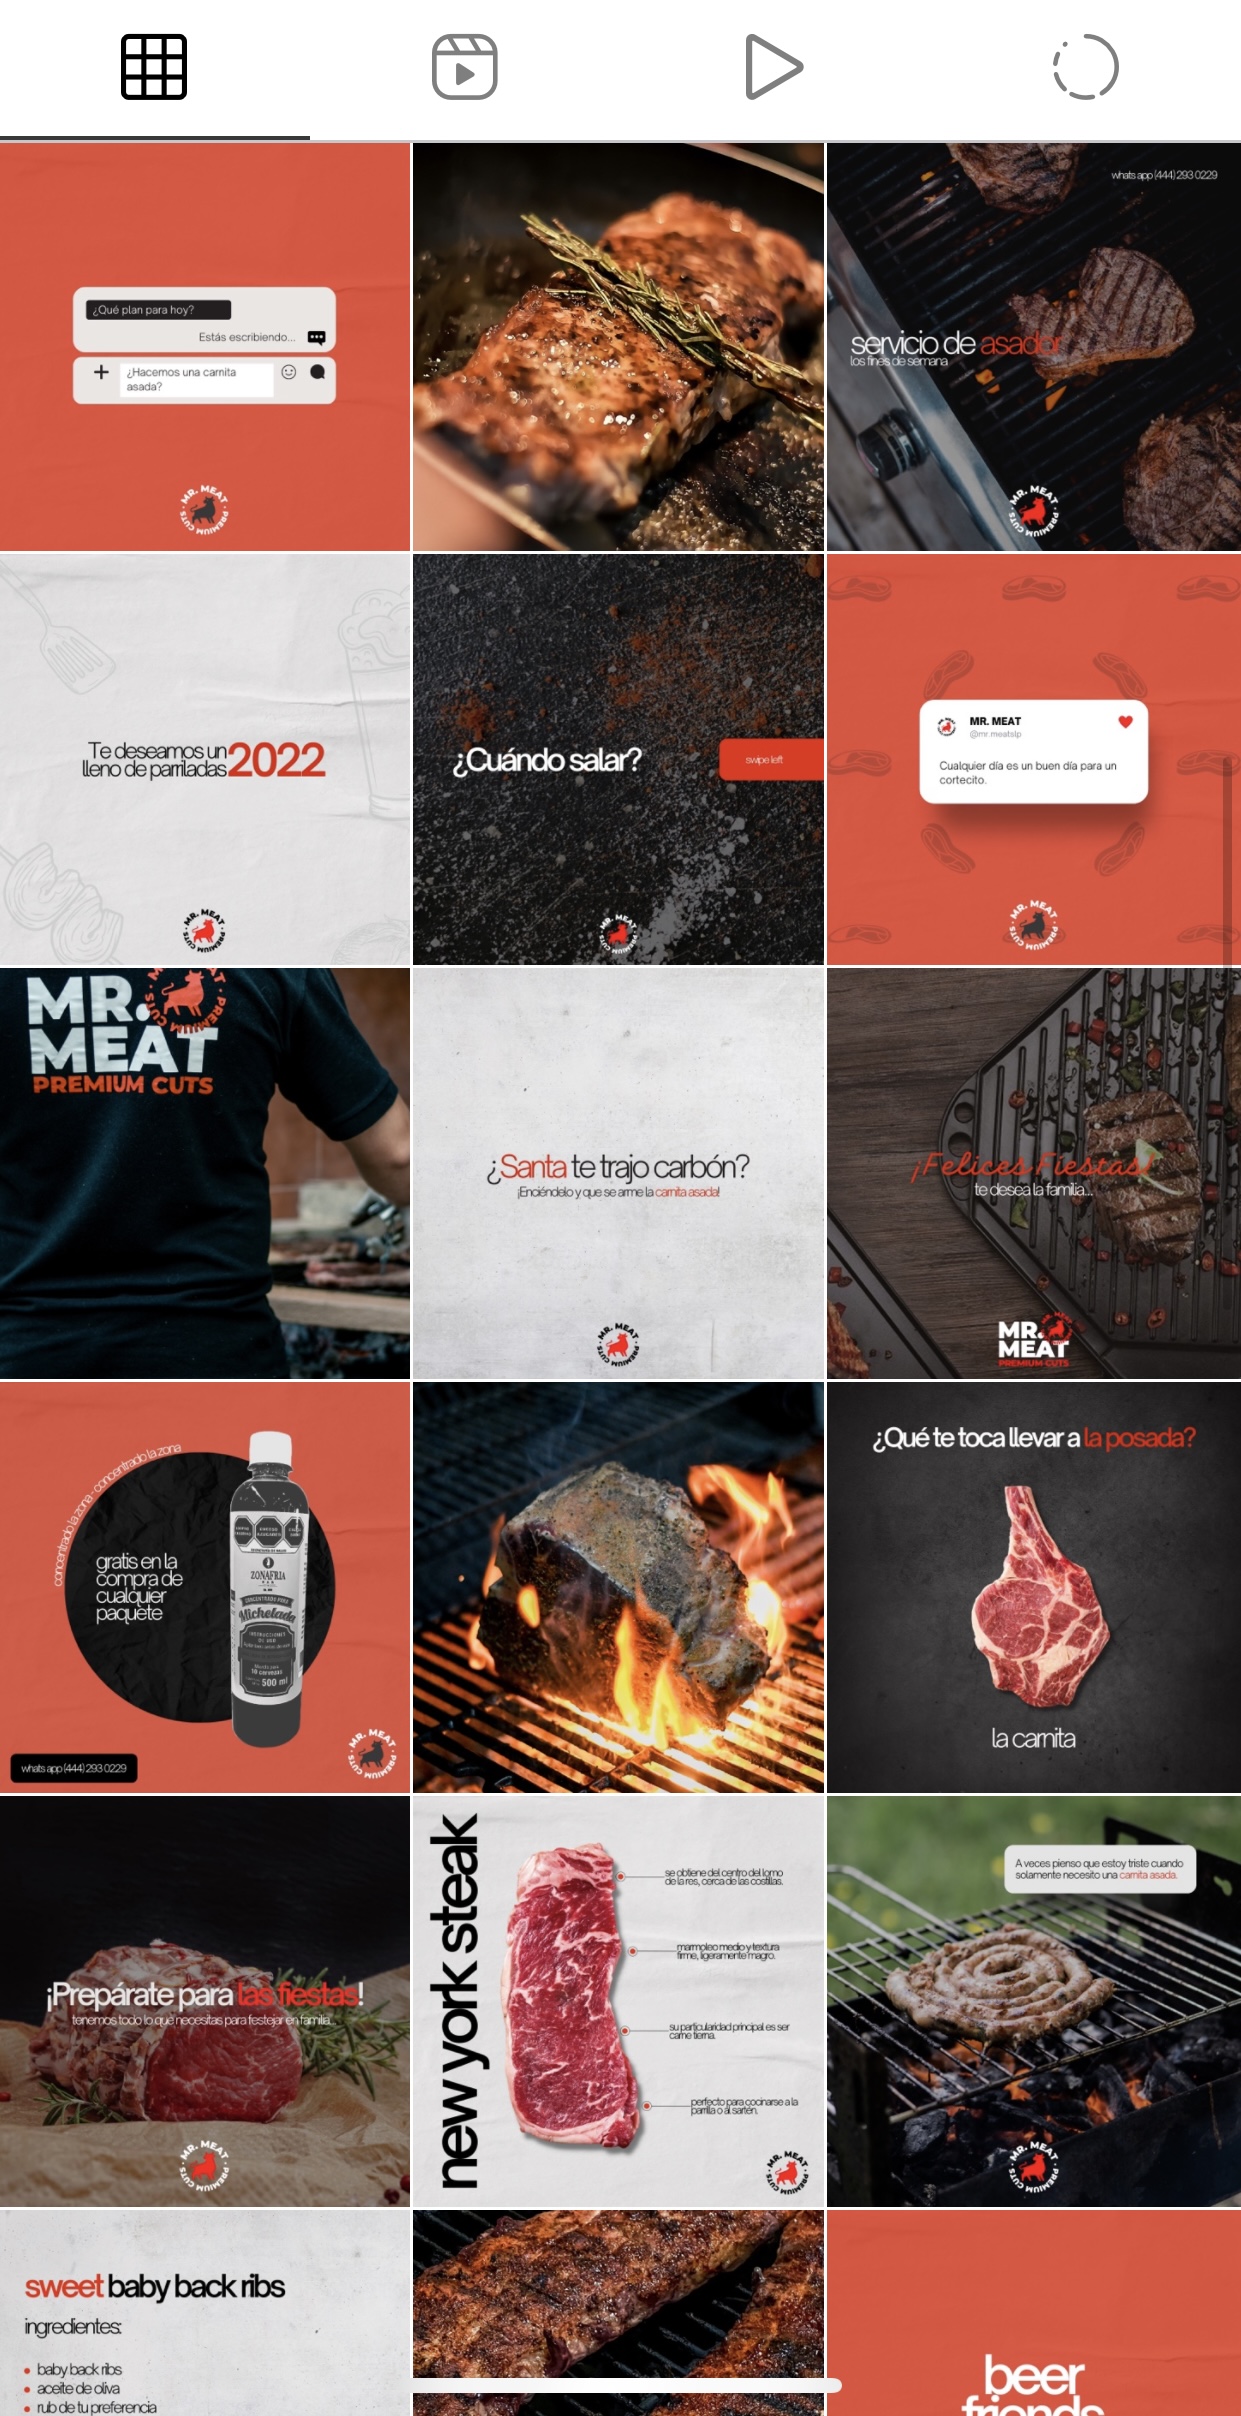 ¿Qué plan para hoy?
Estás escribiendo...
¿Hacemos una carnita
asada?
MR. MEAT
PREMIUM CUTS
whats app (444) 293 0229
servicio de asador
los fines de semana
MR. MEAT
PREMIUM CUTS
Te deseamos un
lleno de parrilladas 2022
MR. MEAT
PREMIUM CUTS
¿Cuándo salar?
swipe left
MR. MEAT
PREMIUM CUTS
MR. MEAT
@mr.meatslp
Cualquier día es un buen día para un
cortecito.
MR. MEAT
PREMIUM CUTS
MR.
MEAT
PREMIUM CUTS
PREMIUM CUTS
¿Santa te trajo carbón?
¡Enciéndelo y que se arme la carnita asada!
MR. MEAT
PREMIUM CUTS
¡Felices Fiestas!
te desea la familia...
MR.
MEAT
PREMIUM CUTS
concentrado la zona · concentrado la zona
gratis en la
compra de
cualquier
paquete
ZONAFRIA
Michelada
500 ml
whats app (444) 293 0229
MR. MEAT
PREMIUM CUTS
¿Qué te toca llevar a la posada?
la carnita
¡Prepárate para las fiestas!
tenemos todo lo que necesitas para festejar en familia...
MR. MEAT
PREMIUM CUTS
new york steak
se obtiene del centro del lomo
de la res, cerca de las costillas.
marmoleo medio y textura
firme, ligeramente magro.
su particularidad principal es ser
carne tierna.
perfecto para cocinarse a la
parrilla o al sartén.
MR. MEAT
PREMIUM CUTS
A veces pienso que estoy triste cuando
solamente necesito una carnita asada.
MR. MEAT
PREMIUM CUTS
sweet baby back ribs
ingredientes:
baby back ribs
aceite de oliva
rub de tu preferencia
beer
friends